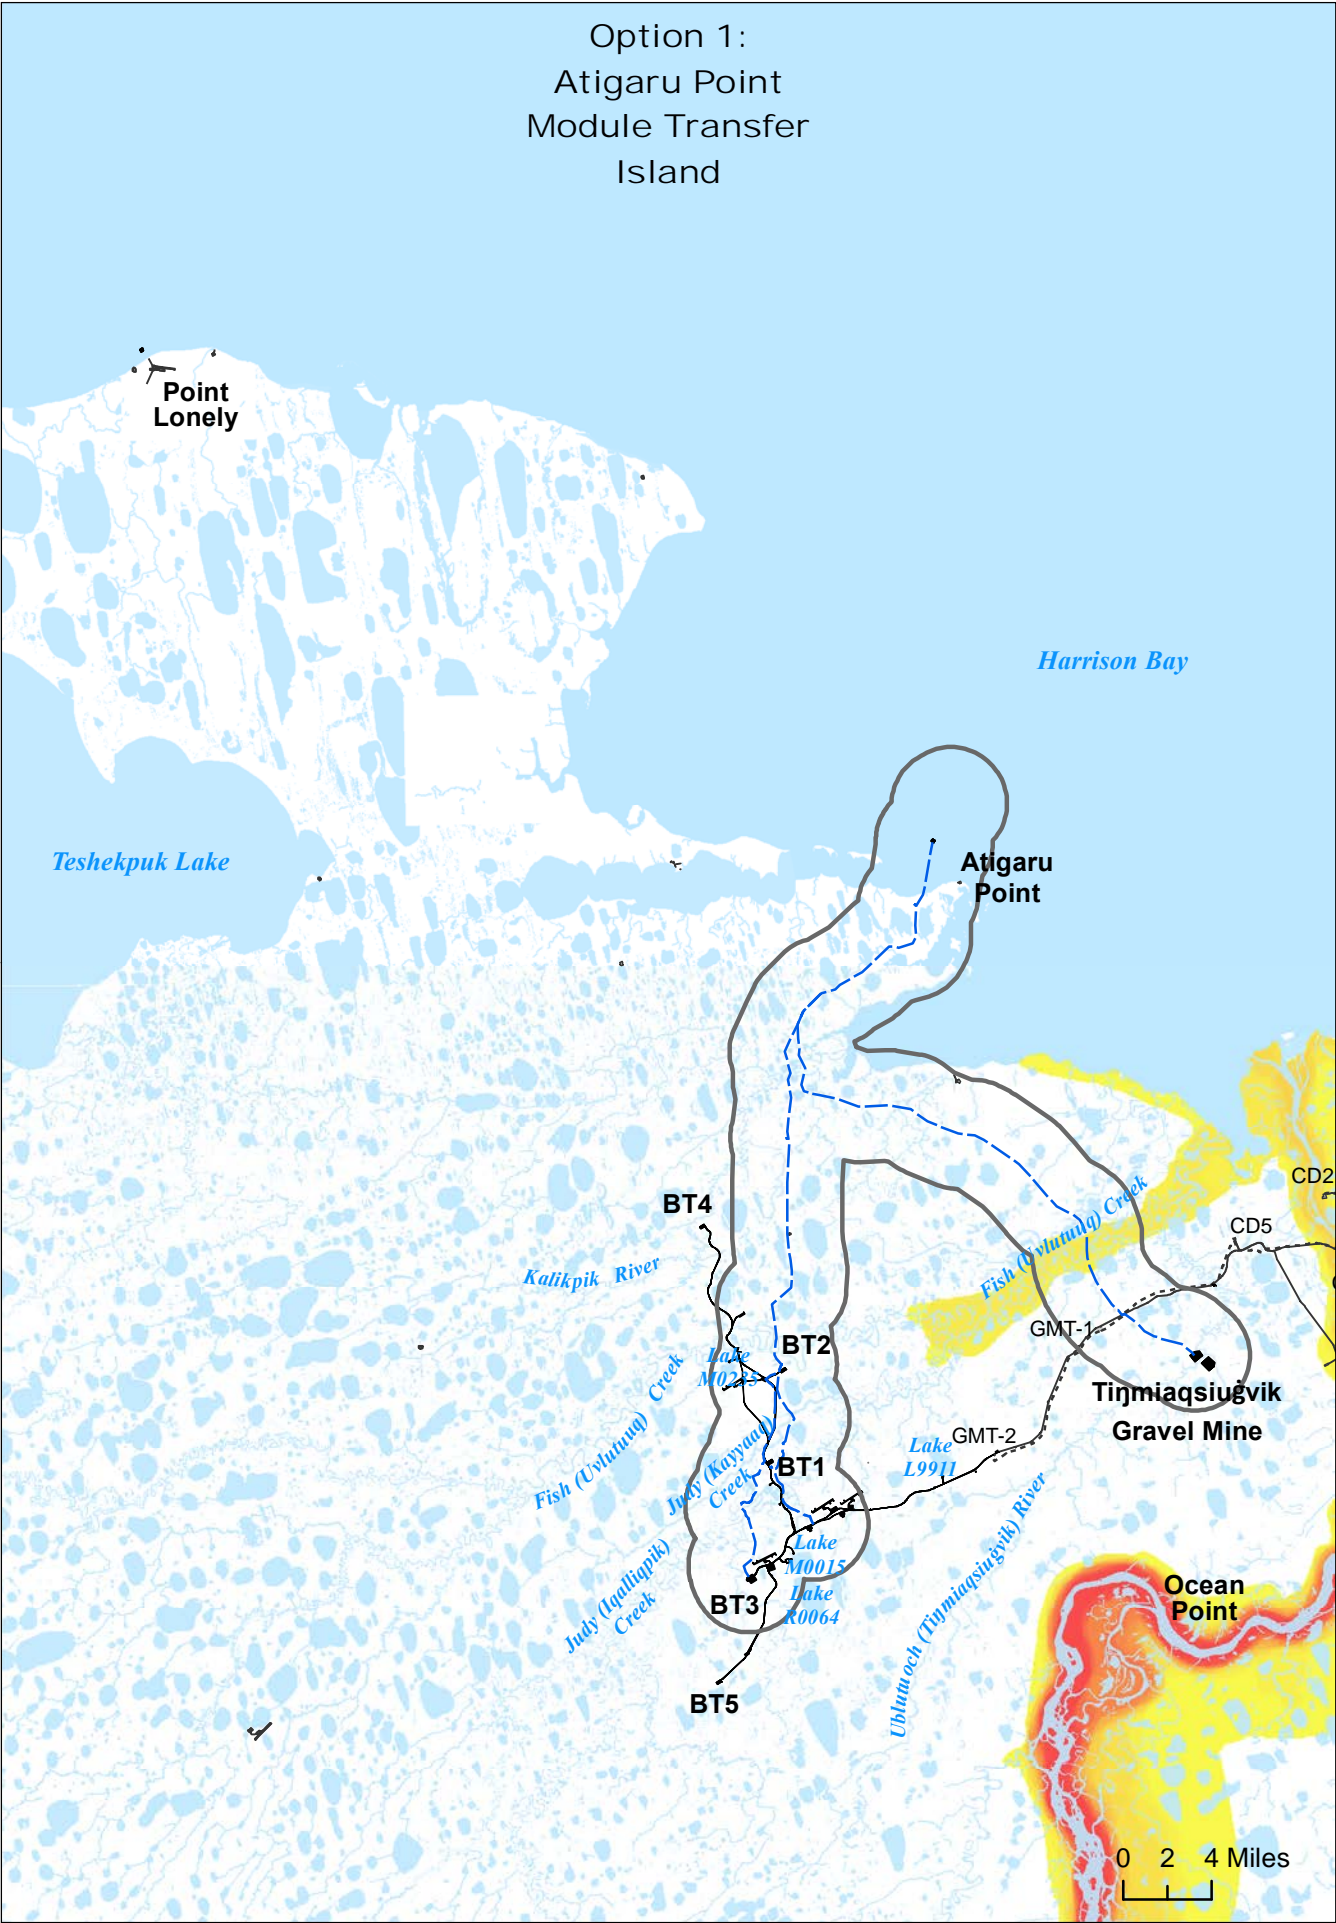 Option 1:
Atigaru Point
Module Transfer
Island
Point
Lonely
Harrison Bay
Teshekpuk Lake
Atigaru
Point
CD2
BT4
Fish (Uvlutuuq) Creek
CD5
Kalikpik River
GMT-1
BT2
Lake
M0235
Tiŋmiaqsiuġvik
Gravel Mine
Fish (Uvlutuuq) Creek
Judy (Kayyaaq)
Creek
GMT-2
Lake
L9911
BT1
Lake
M0015
Judy (Iqalliqpik)
Creek
Ublutuoch (Tiŋmiaqsiuġvik) River
Ocean
Point
BT3
Lake
R0064
BT5
0 2 4 Miles